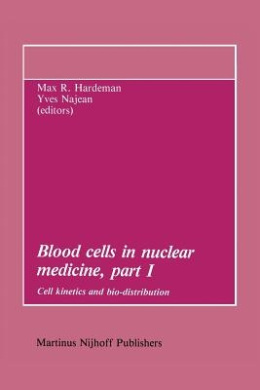 Max R. Hardeman
Yves Najean
(editors)
Blood cells in nuclear
medicine, part I
Cell kinetics and bio-distribution
Martinus Nijhoff Publishers